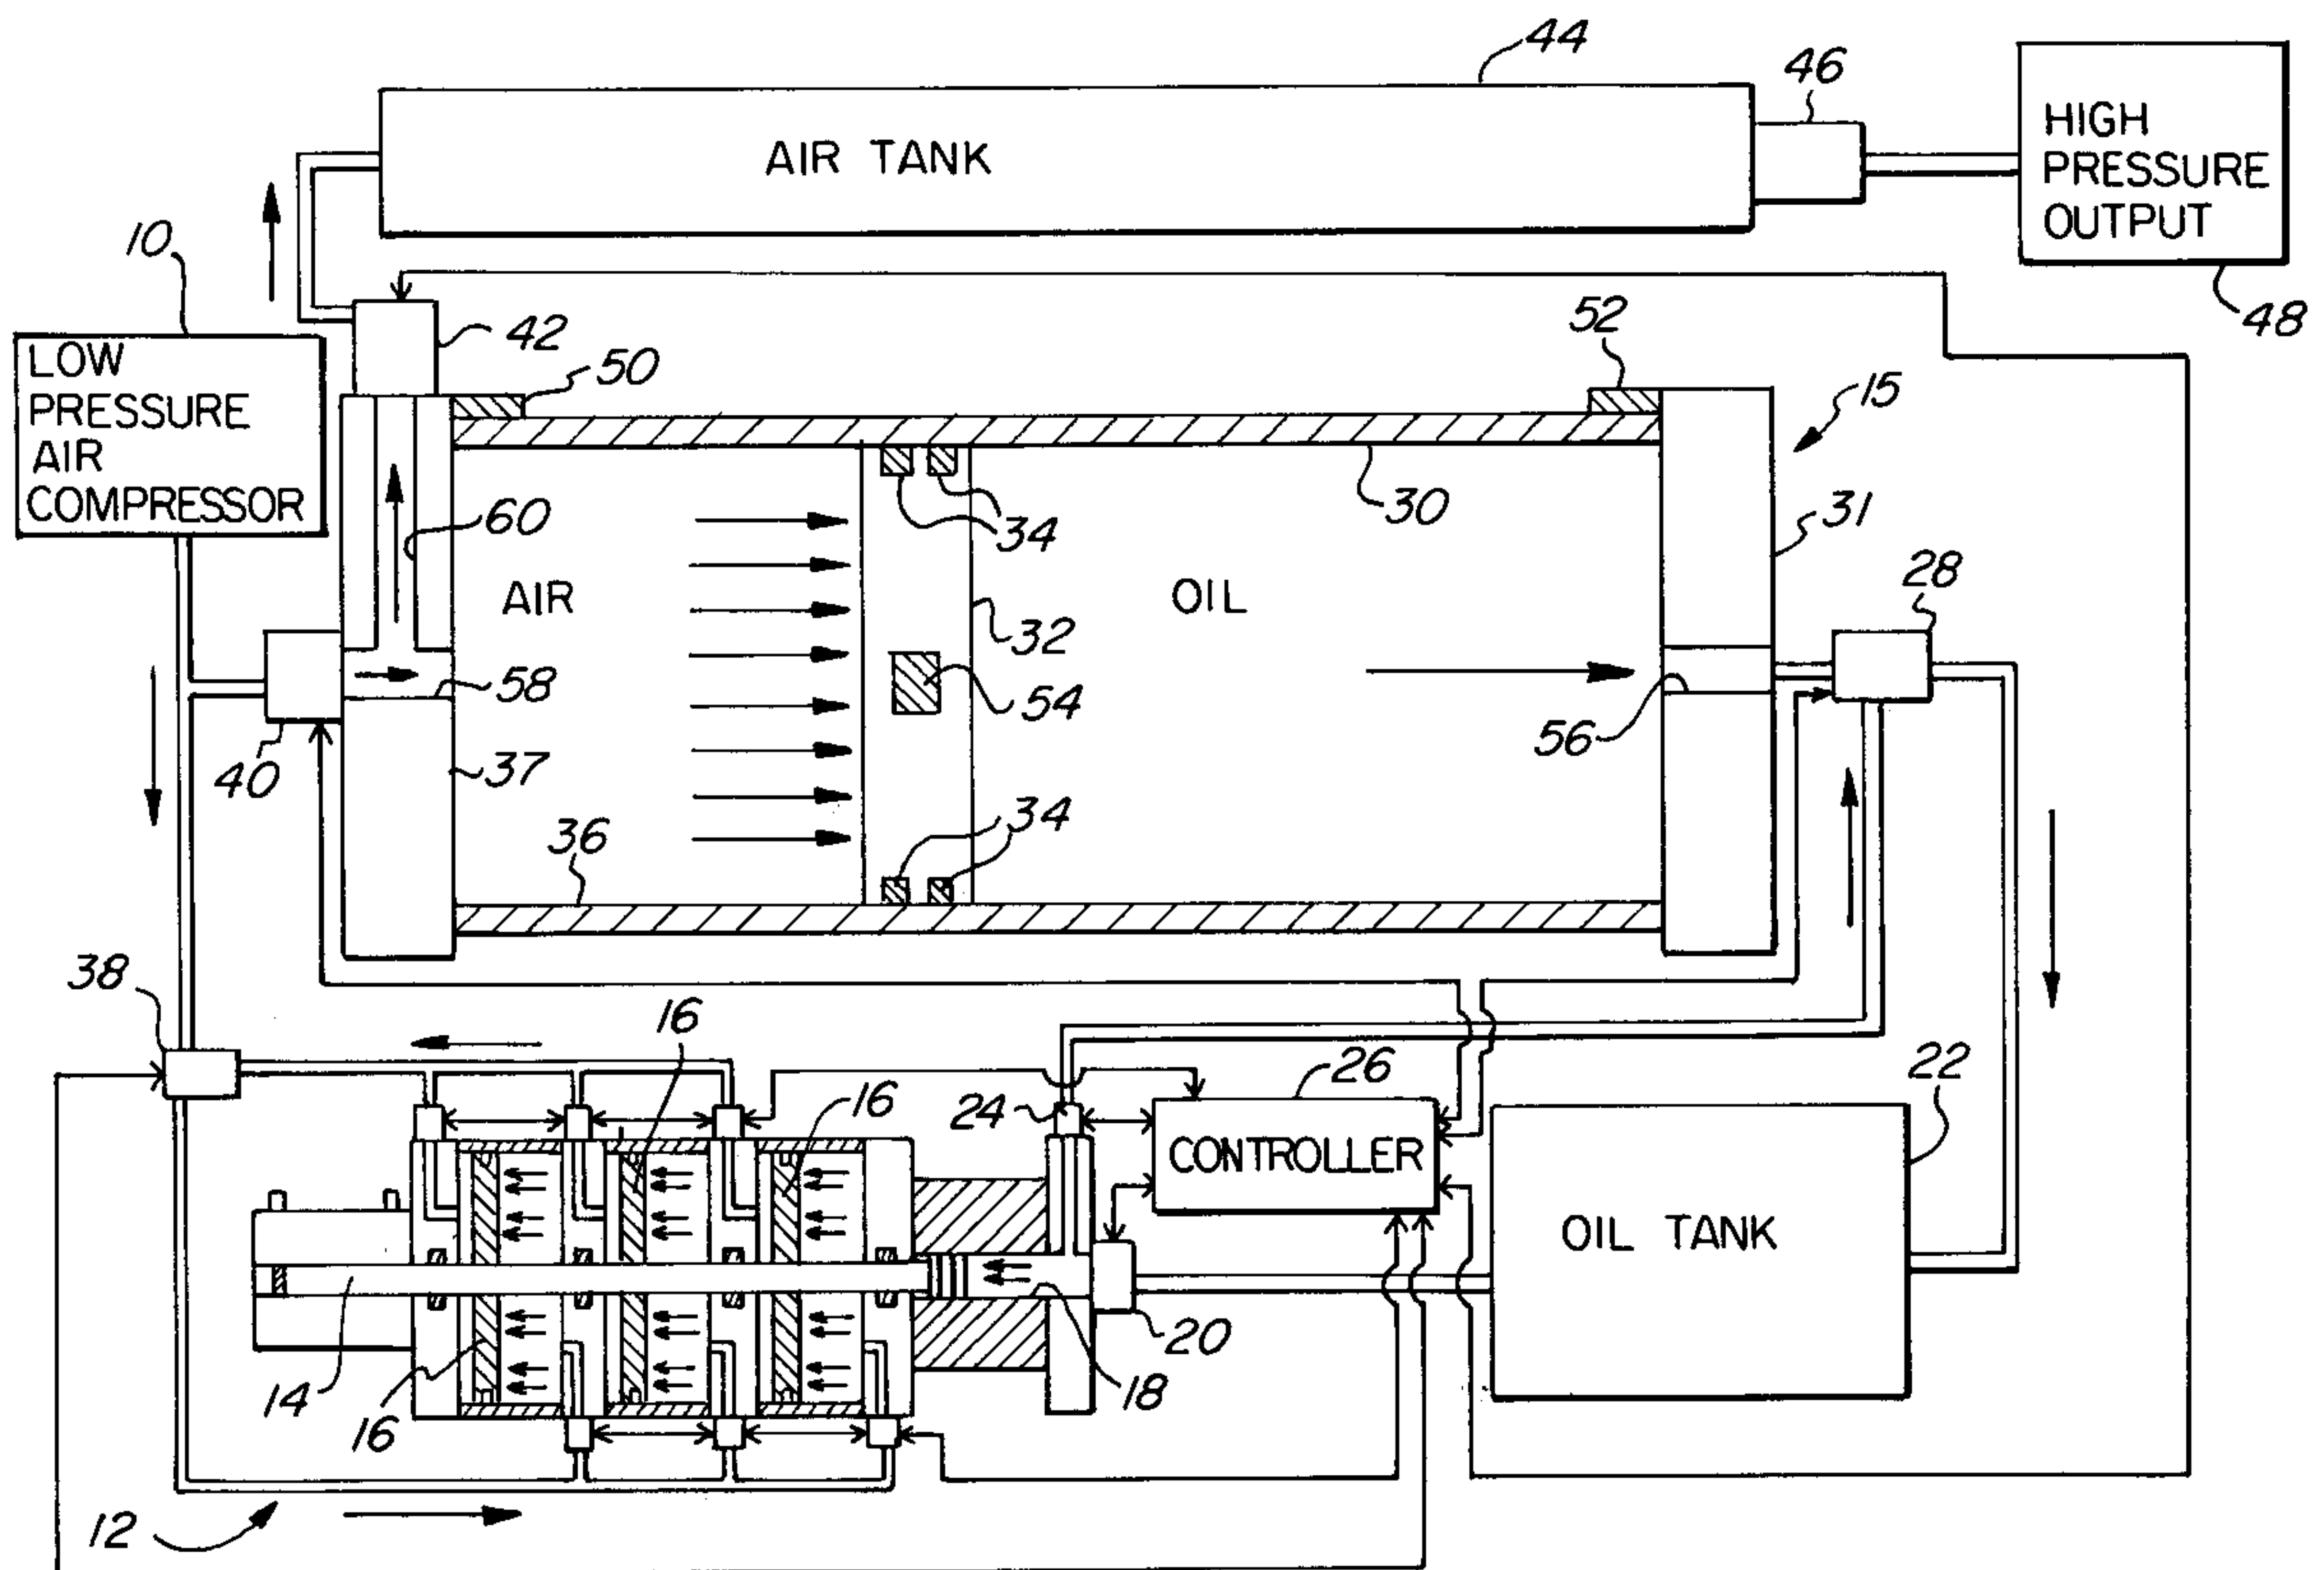 44
46
AIR TANK
HIGH
PRESSURE
OUTPUT
48
10
LOW
PRESSURE
AIR
COMPRESSOR
42
50
52
15
60
34
30
31
AIR
OIL
32
28
58
54
56
40
37
34
36
38
16
16
24
26
CONTROLLER
22
OIL TANK
20
18
14
16
12